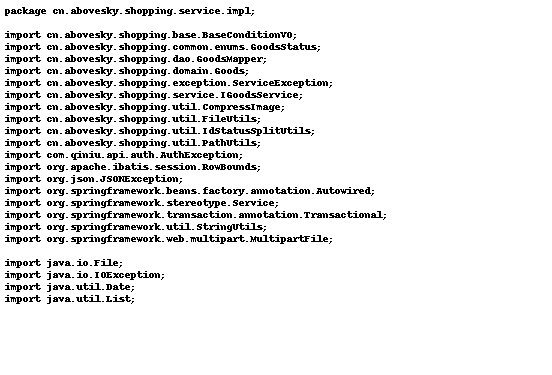 package cn.abovesky.shopping.service.impl;

import cn.abovesky.shopping.base.BaseConditionVO;
import cn.abovesky.shopping.common.enums.GoodsStatus;
import cn.abovesky.shopping.dao.GoodsMapper;
import cn.abovesky.shopping.domain.Goods;
import cn.abovesky.shopping.exception.ServiceException;
import cn.abovesky.shopping.service.IGoodsService;
import cn.abovesky.shopping.util.CompressImage;
import cn.abovesky.shopping.util.FileUtils;
import cn.abovesky.shopping.util.IdStatusSplitUtils;
import cn.abovesky.shopping.util.PathUtils;
import com.qiniu.api.auth.AuthException;
import org.apache.ibatis.session.RowBounds;
import org.json.JSONException;
import org.springframework.beans.factory.annotation.Autowired;
import org.springframework.stereotype.Service;
import org.springframework.transaction.annotation.Transactional;
import org.springframework.util.StringUtils;
import org.springframework.web.multipart.MultipartFile;

import java.io.File;
import java.io.IOException;
import java.util.Date;
import java.util.List;